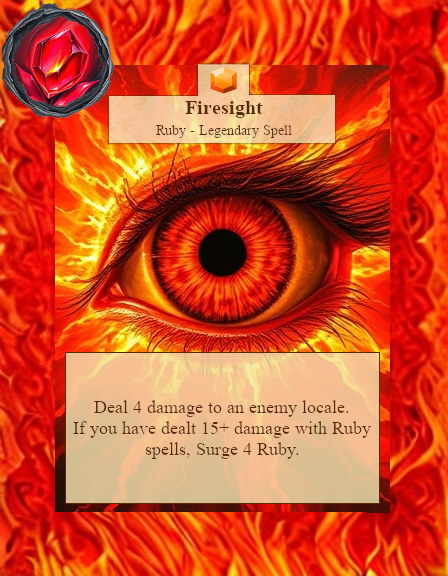 Firesight
Ruby - Legendary Spell
Deal 4 damage to an enemy locale.
If you have dealt 15+ damage with Ruby
spells, Surge 4 Ruby.